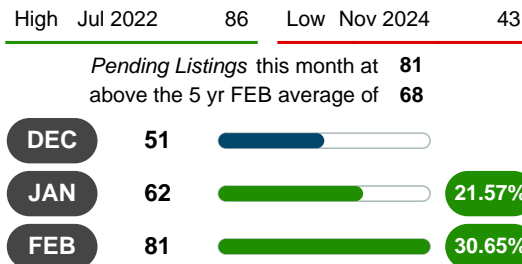 High Jul 2022 86 Low Nov 2024 43
Pending Listings this month at 81
above the 5 yr FEB average of 68
DEC 51
JAN 62 21.57%
FEB 81 30.65%